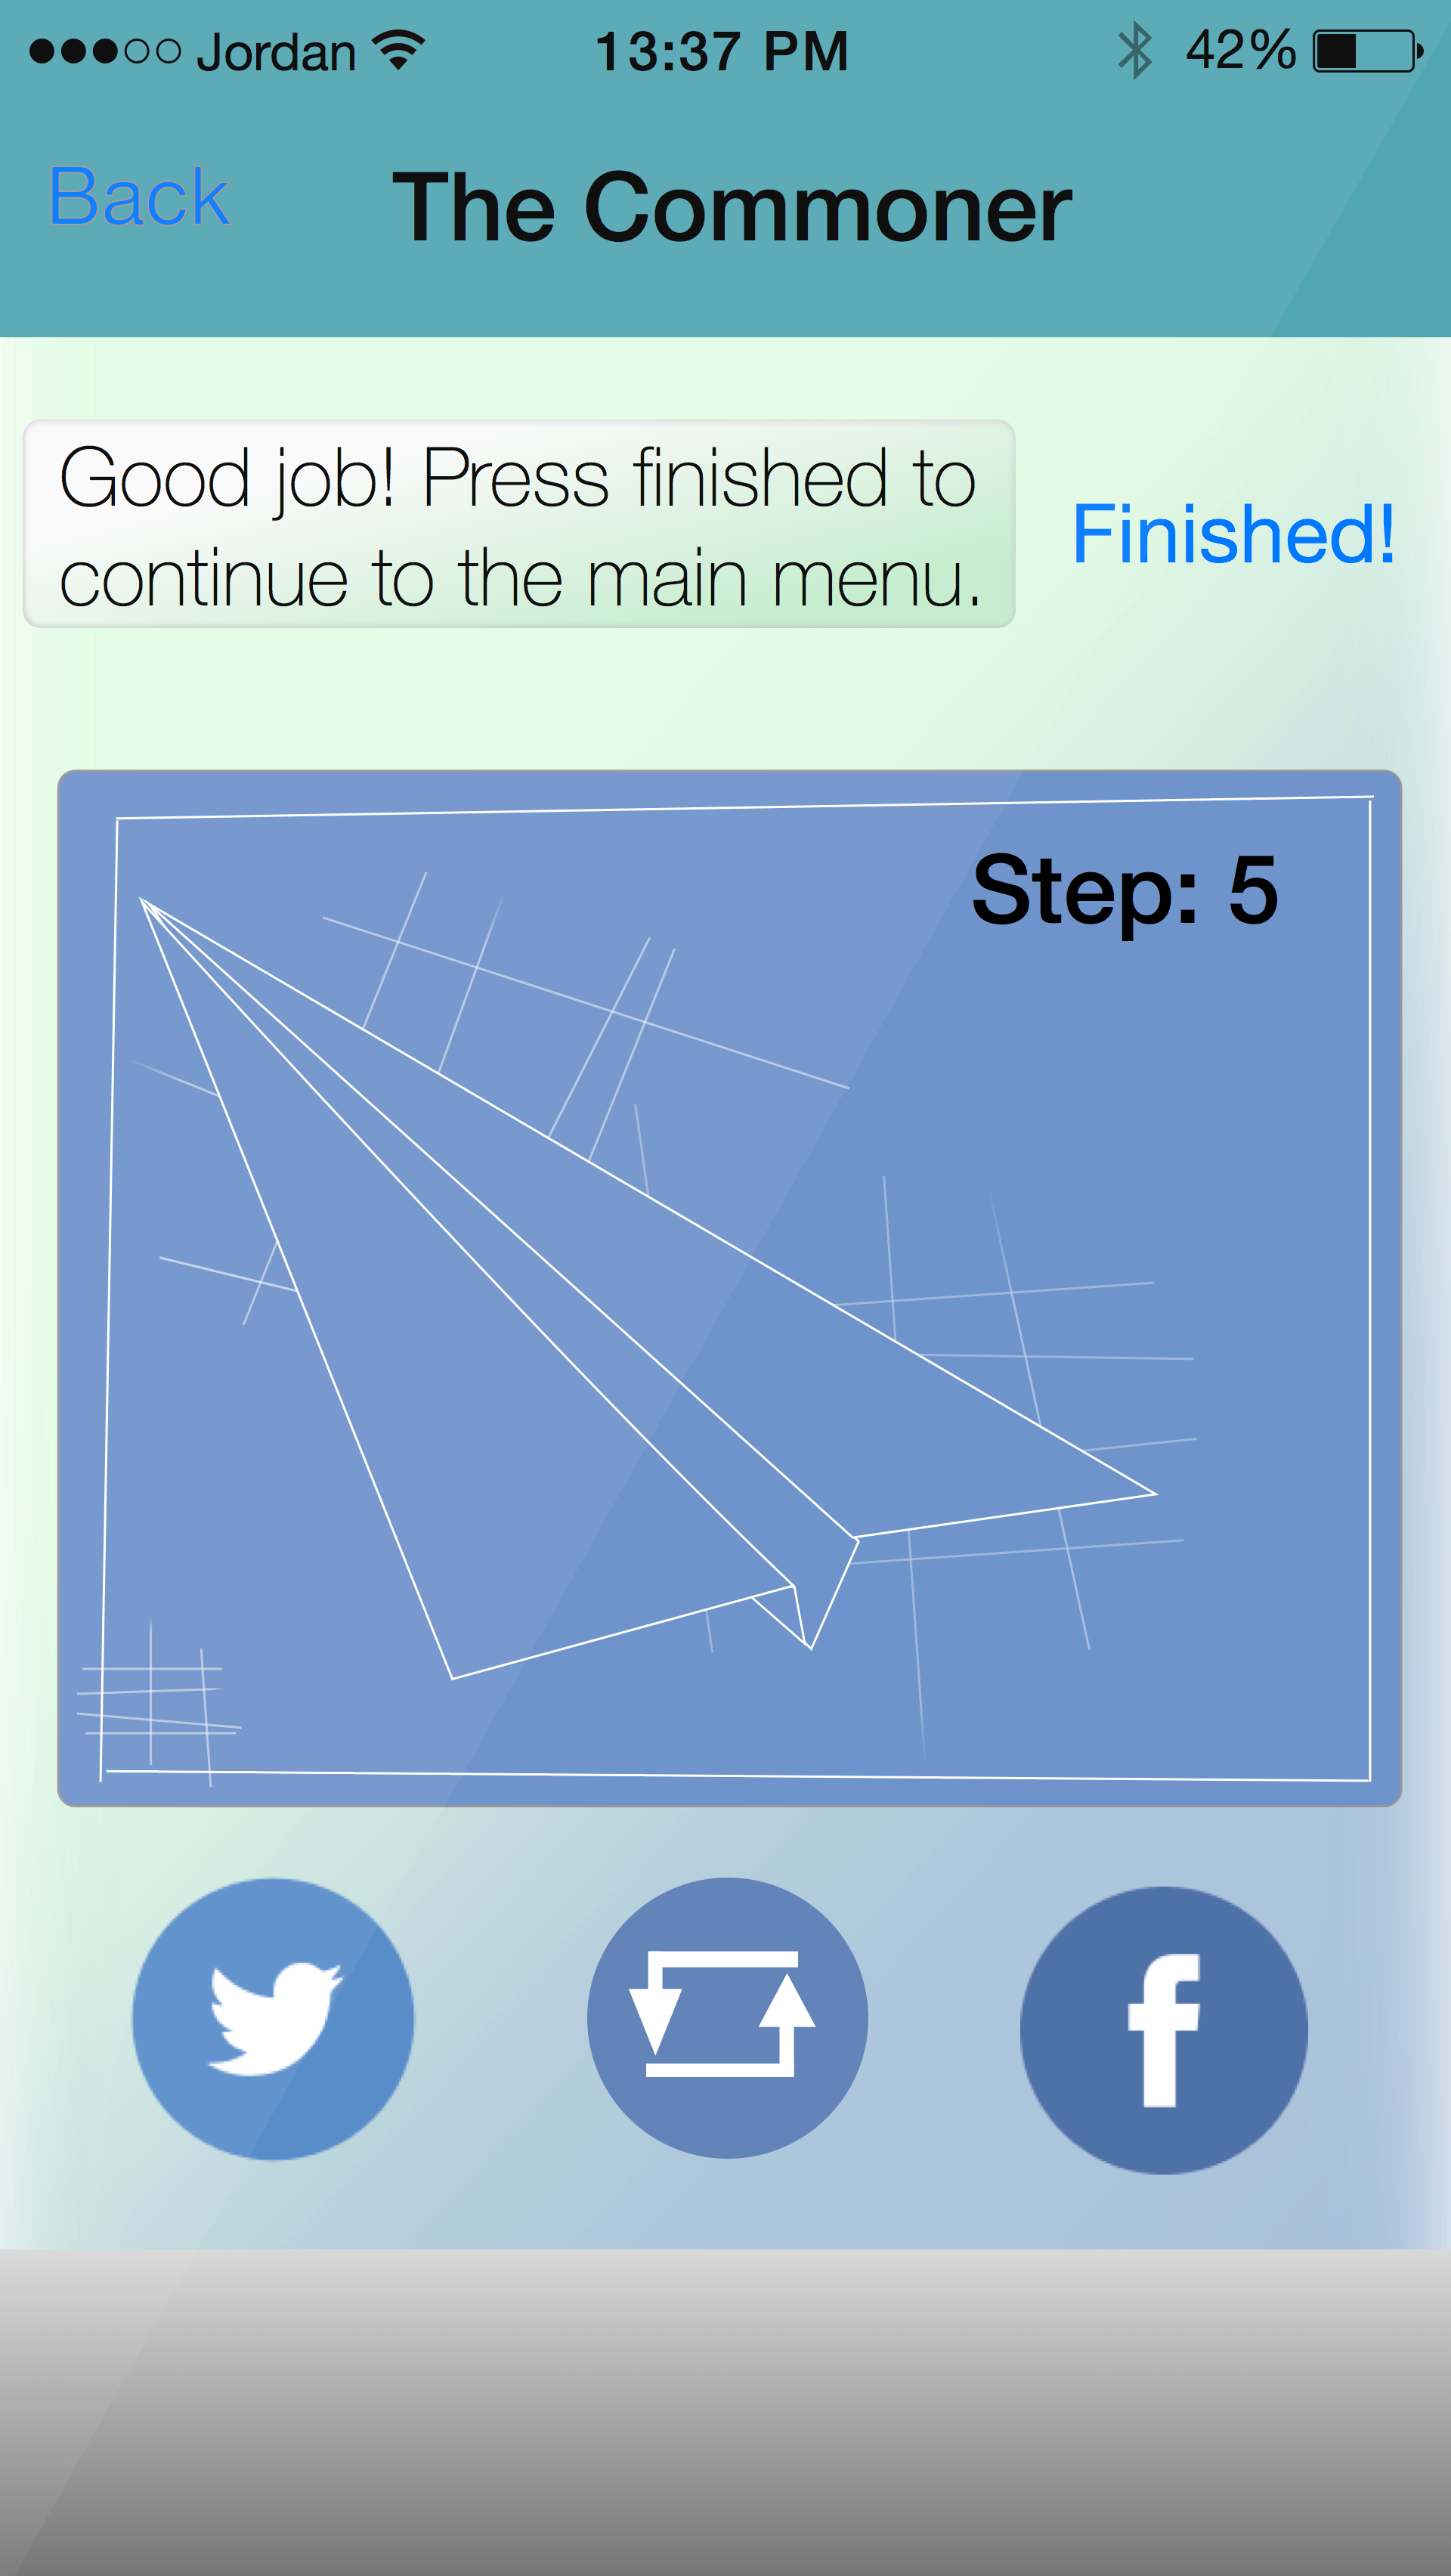 Jordan 13:37 PM 42%
Back The Commoner
Good job! Press finished to
continue to the main menu.
Finished!
Step: 5